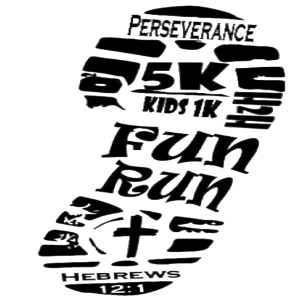 PERSEVERANCE
5K
KIDS 1K
FUN
RUN
HEBREWS
12:1